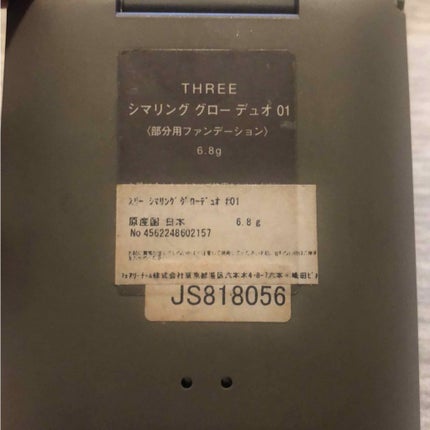 THREE
シマリング グロー デュオ 01
〈部分用ファンデーション〉
6.8g
スリー シマリング グローデュオ #01
原産国 日本 6.8g
No 4562248602157
JS818056